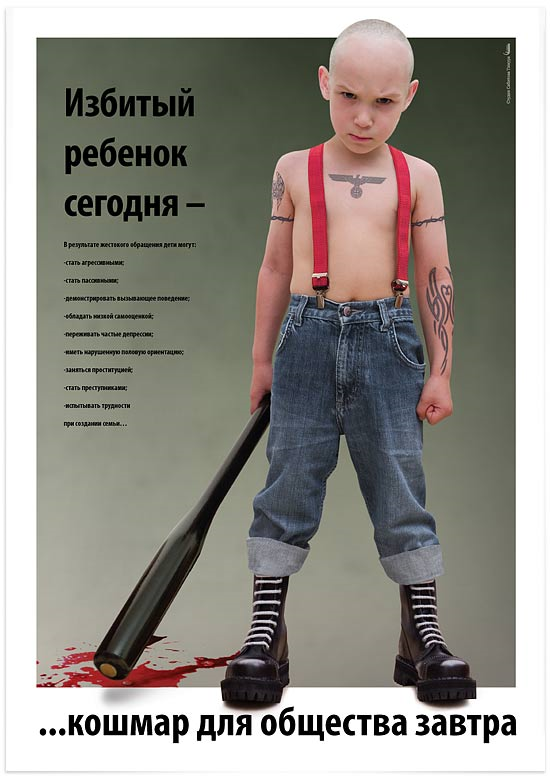 Избитый
ребенок
сегодня –
В результате жестокого обращения дети могут:
-стать агрессивными;
-стать пассивными;
-демонстрировать вызывающее поведение;
-обладать низкой самооценкой;
-переживать частые депрессии;
-иметь нарушенную половую ориентацию;
-заняться проституцией;
-стать преступниками;
-испытывать трудности
при создании семьи...
...кошмар для общества завтра